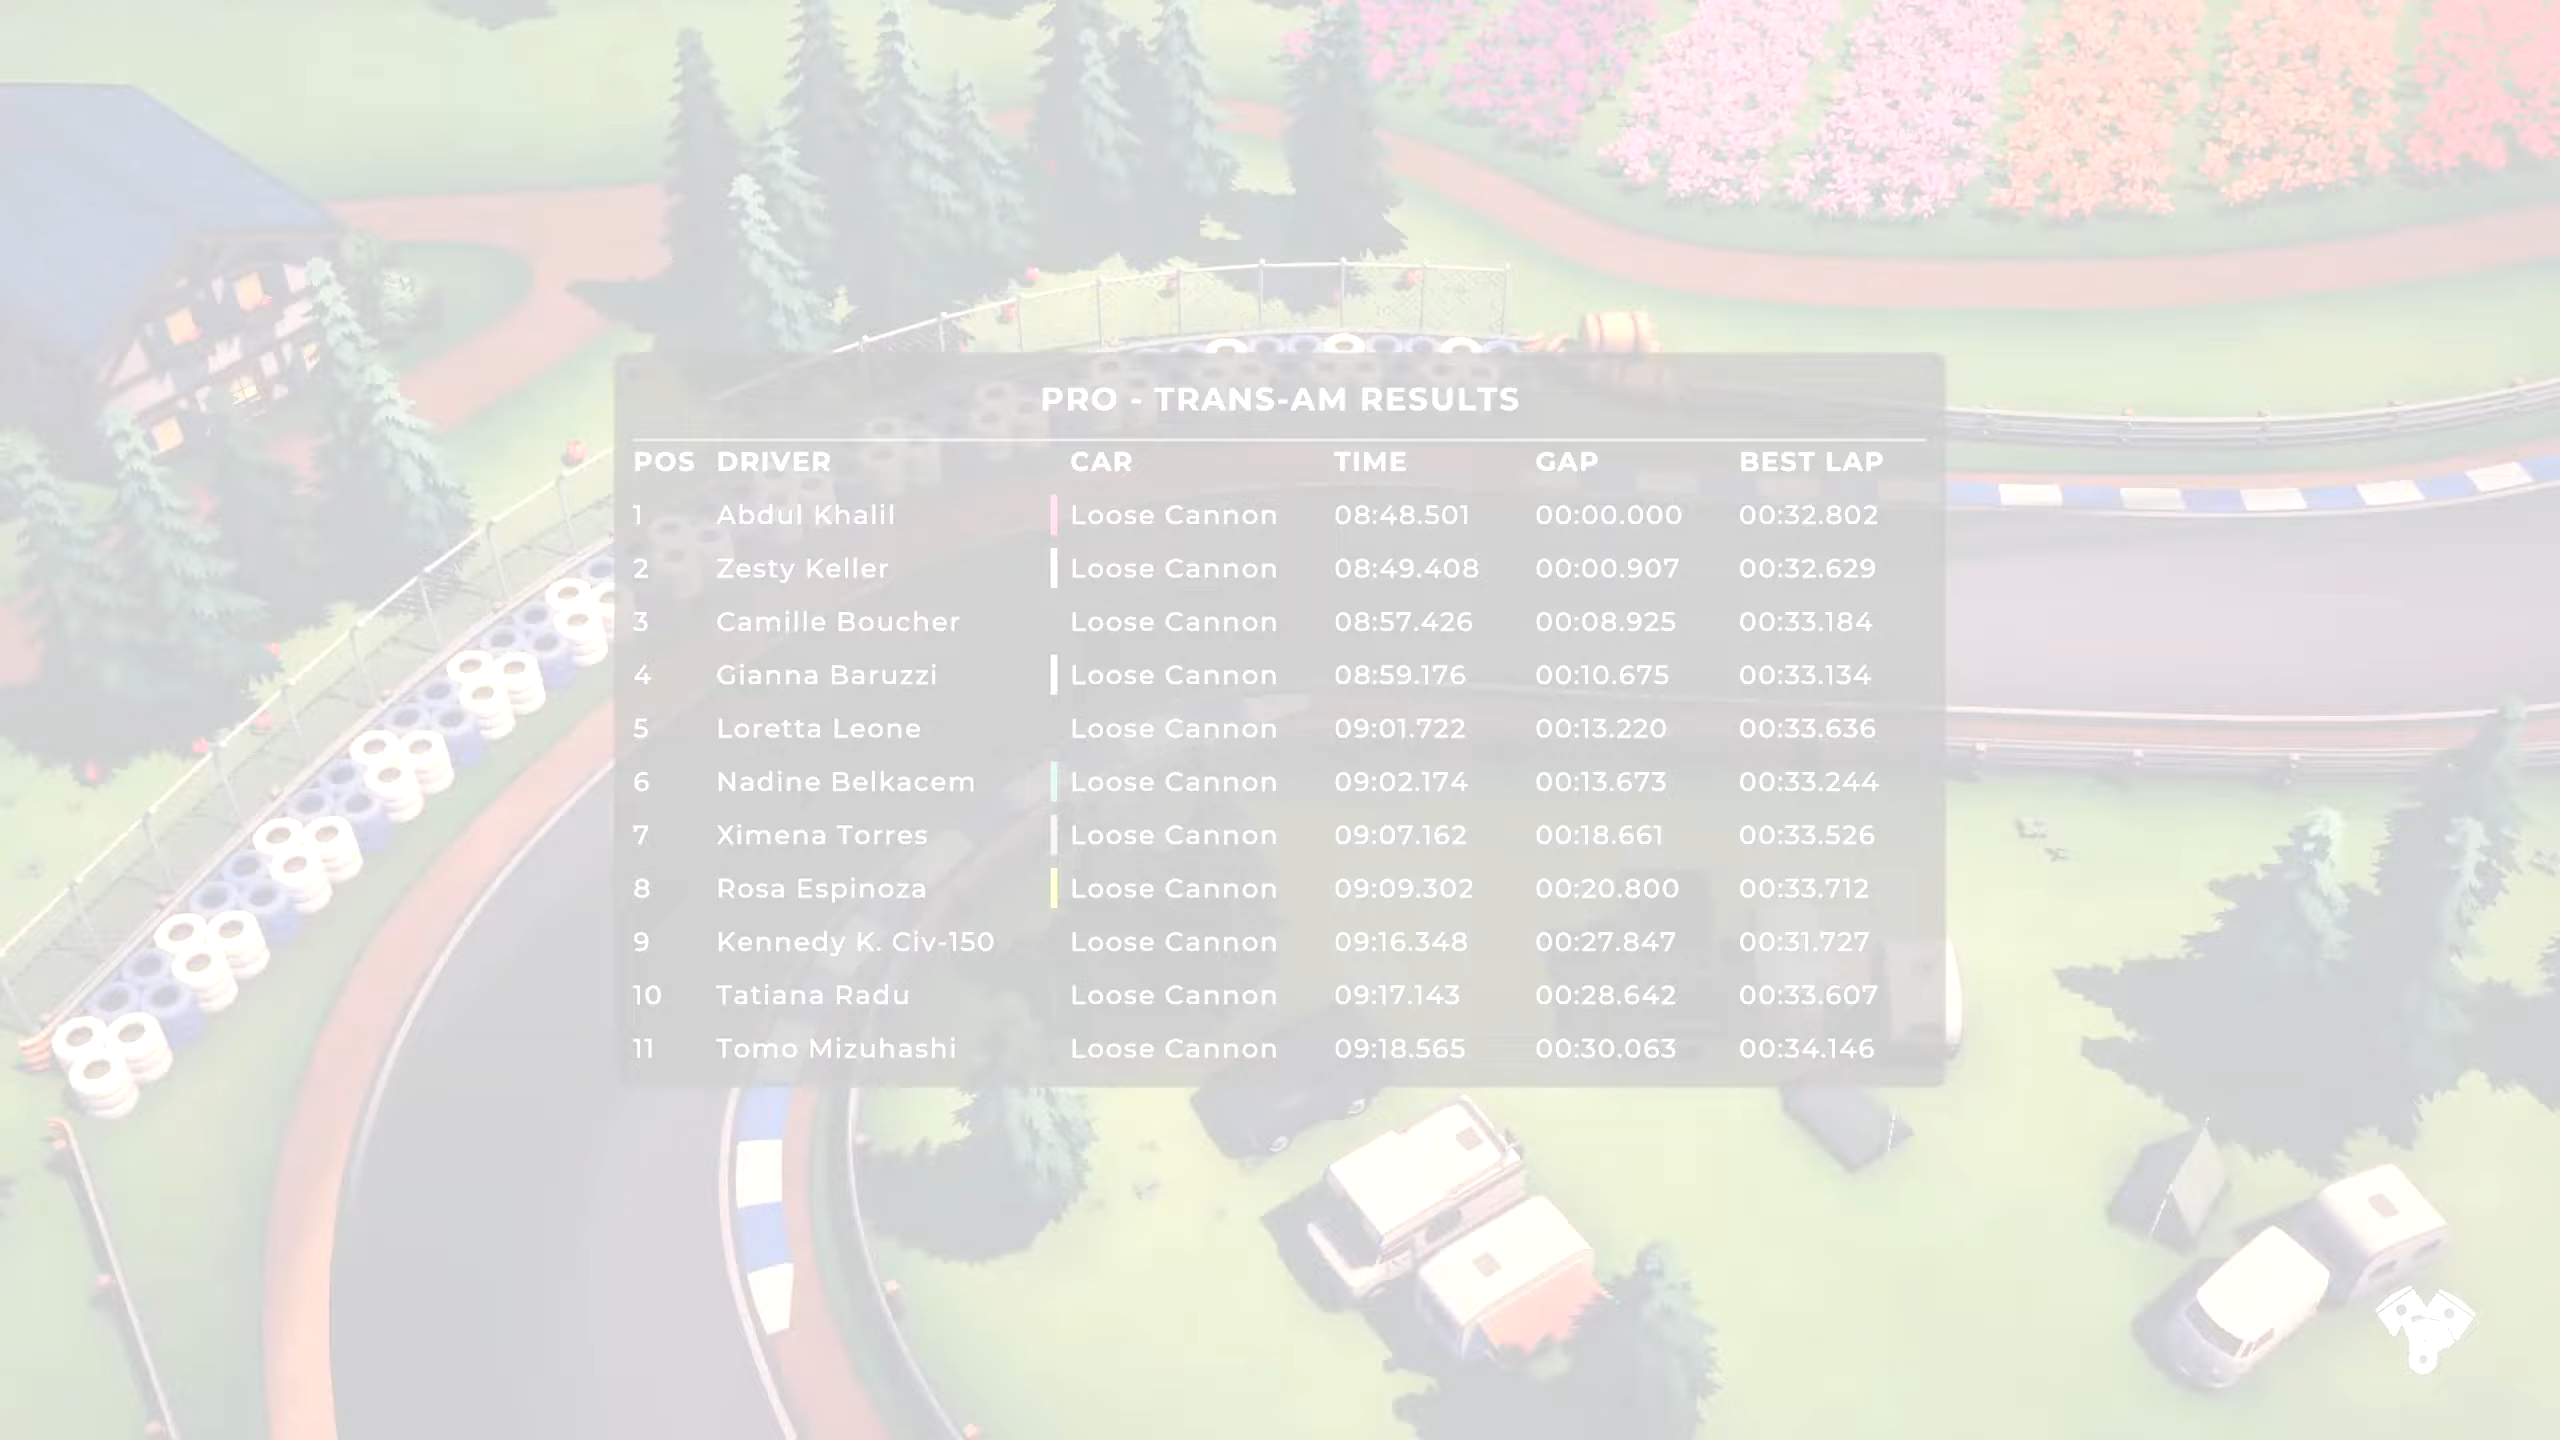 PRO - TRANS-AM RESULTS
POS DRIVER CAR TIME GAP BEST LAP
1 Abdul Khalil Loose Cannon 08:48.501 00:00.000 00:32.802
2 Zesty Keller Loose Cannon 08:49.408 00:00.907 00:32.629
3 Camille Boucher Loose Cannon 08:57.426 00:08.925 00:33.184
4 Gianna Baruzzi Loose Cannon 08:59.176 00:10.675 00:33.134
5 Loretta Leone Loose Cannon 09:01.722 00:13.220 00:33.636
6 Nadine Belkacem Loose Cannon 09:02.174 00:13.673 00:33.244
7 Ximena Torres Loose Cannon 09:07.162 00:18.661 00:33.526
8 Rosa Espinoza Loose Cannon 09:09.302 00:20.800 00:33.712
9 Kennedy K. Civ-150 Loose Cannon 09:16.348 00:27.847 00:31.727
10 Tatiana Radu Loose Cannon 09:17.143 00:28.642 00:33.607
11 Tomo Mizuhashi Loose Cannon 09:18.565 00:30.063 00:34.146